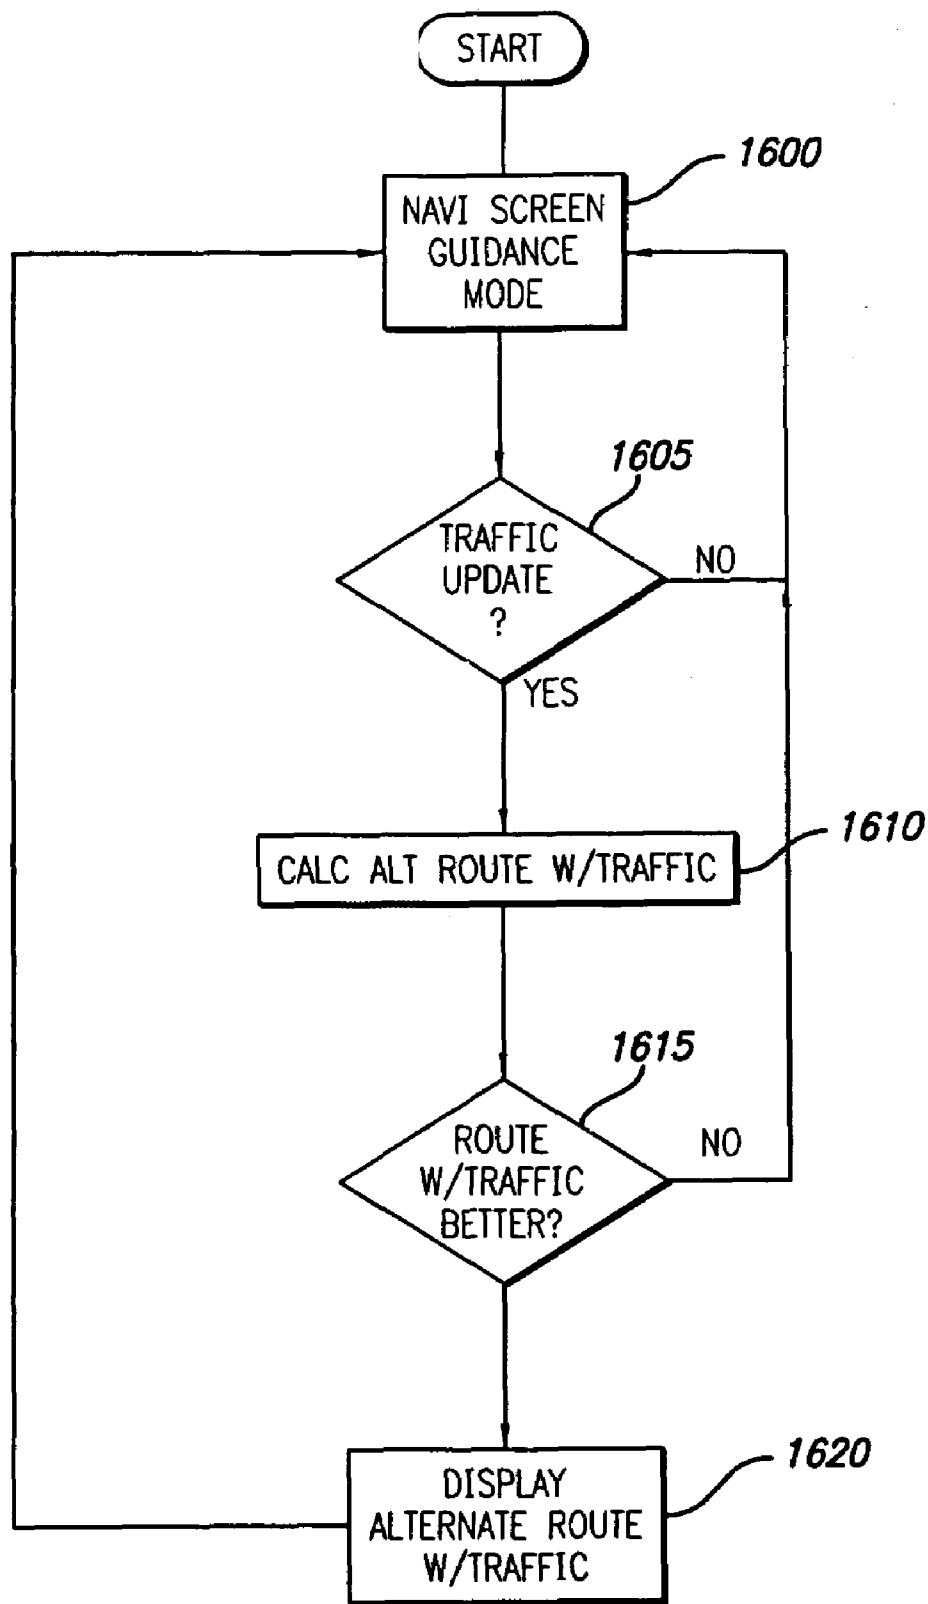 START
1600
NAVI SCREEN
GUIDANCE
MODE
1605
TRAFFIC
UPDATE
?
NO
YES
1610
CALC ALT ROUTE W/TRAFFIC
1615
ROUTE
W/TRAFFIC
BETTER?
NO
1620
DISPLAY
ALTERNATE ROUTE
W/TRAFFIC